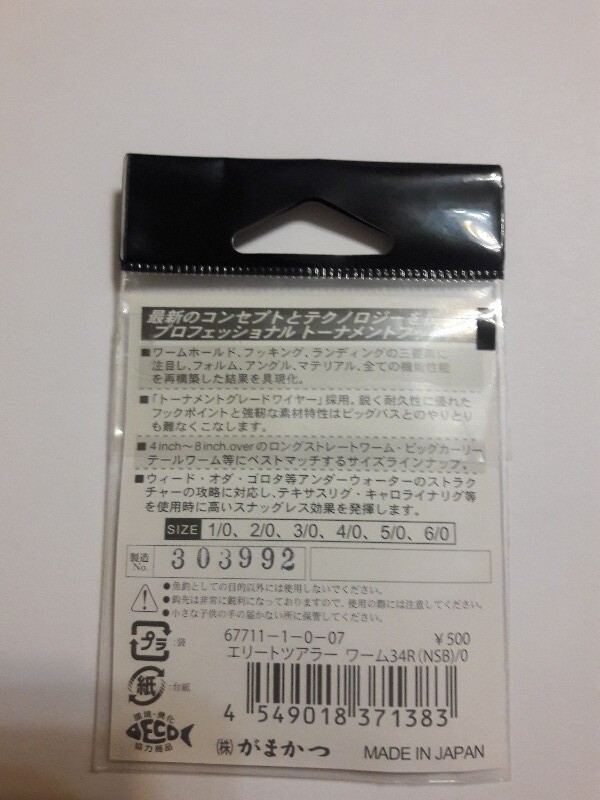 最新のコンセプトとテクノロジーを
プロフェッショナル トーナメントフック
■ワームホールド、フッキング、ランディングの三要素に
注目し、フォルム、アングル、マテリアル、全ての機能性能
を再構築した結果を具現化。
■「トーナメントグレードワイヤー」採用。鋭く耐久性に優れた
フックポイントと強靭な素材特性はビッグバスとのやりとり
も難なくこなします。
■4inch〜8inch.overのロングストレートワーム・ビッグカーリー
テールワーム等にベストマッチするサイズラインナップ。
■ウィード・オダ・ゴロタ等アンダーウォーターのストラク
チャーの攻略に対応し、テキサスリグ・キャロライナリグ等
を使用時に高いスナッグレス効果を発揮します。
SIZE 1/0、2/0、3/0、4/0、5/0、6/0
製造No. 303992
●魚釣としての目的以外には使用しないでください。
●鈎先は非常に鋭利になっておりますので、使用の際には注意してください。
●小さな子供の手の届かない所に保管してください。
プラ :袋
67711-1-0-07 ¥500
エリートツアラー ワーム34R(NSB)/0
紙 :台紙
4 549018 371383
環境・美化
ECO
協力商品
(株) がまかつ MADE IN JAPAN